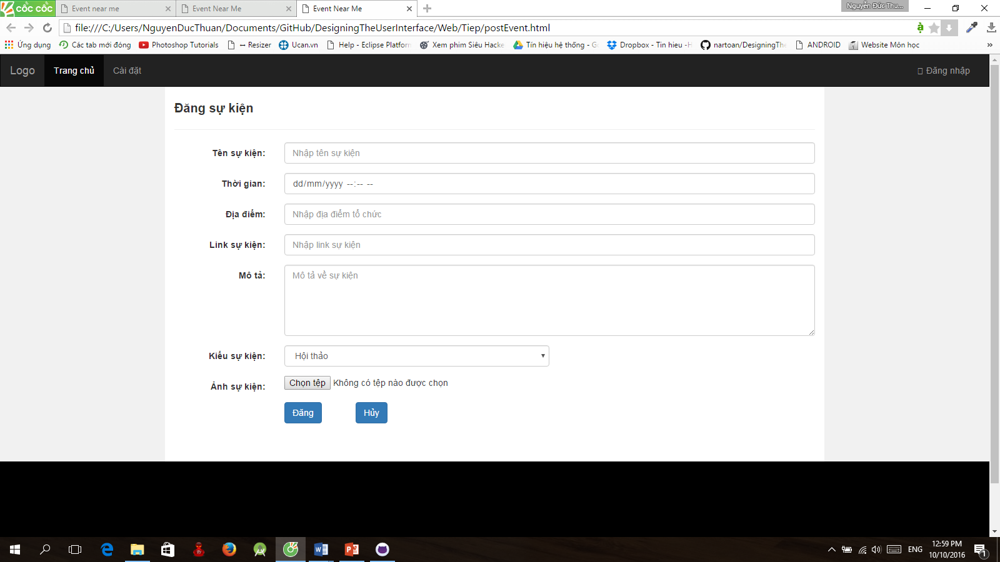 cốc cốc
Event near me
Event Near Me
Event Near Me
Nguyễn Đức Thu...
file:///C:/Users/NguyenDucThuan/Documents/GitHub/DesigningTheUserInterface/Web/Tiep/postEvent.html
Ứng dụng
Các tab mới đóng
Photoshop Tutorials
↔ Resizer
Ucan.vn
Help - Eclipse Platform
Xem phim Siêu Hacke
Tín hiệu hệ thống - Go
Dropbox - Tin hieu -H
nartoan/DesigningThe
ANDROID
Website Môn học
»
Logo
Trang chủ
Cài đặt
Đăng nhập
Đăng sự kiện
Tên sự kiện:
Nhập tên sự kiện
Thời gian:
dd/mm/yyyy --:-- --
Địa điểm:
Nhập địa điểm tổ chức
Link sự kiện:
Nhập link sự kiện
Mô tả:
Mô tả về sự kiện
Kiểu sự kiện:
Hội thảo
Ảnh sự kiện:
Chọn tệp Không có tệp nào được chọn
Đăng
Hủy
ENG
12:59 PM
10/10/2016
1